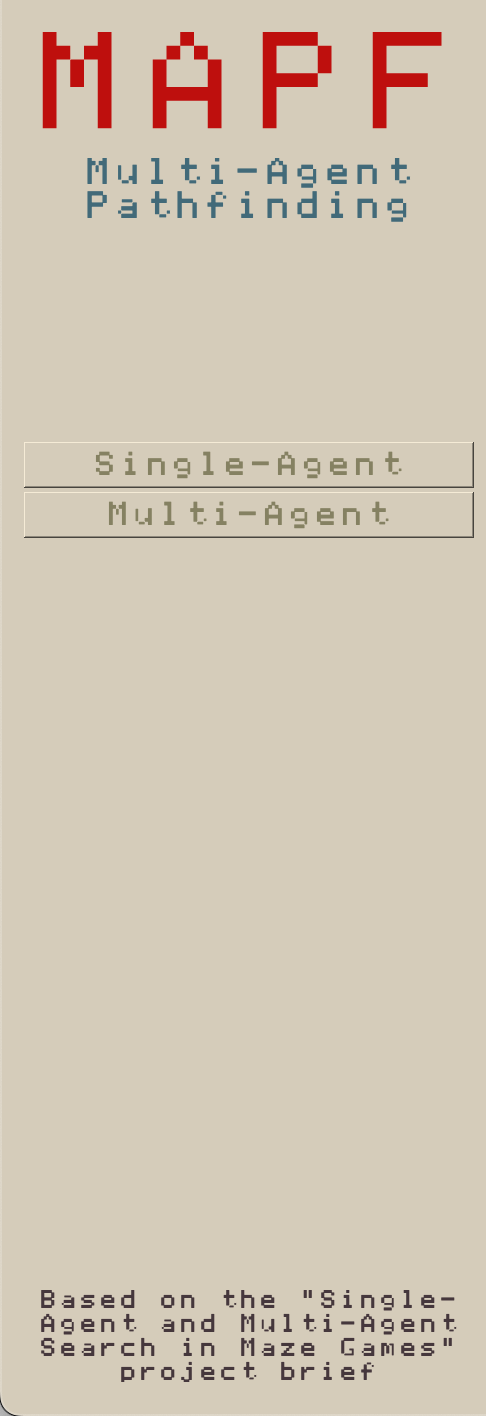 MAPF
Multi-Agent
Pathfinding
Single-Agent
Multi-Agent
Based on the "Single-
Agent and Multi-Agent
Search in Maze Games"
project brief